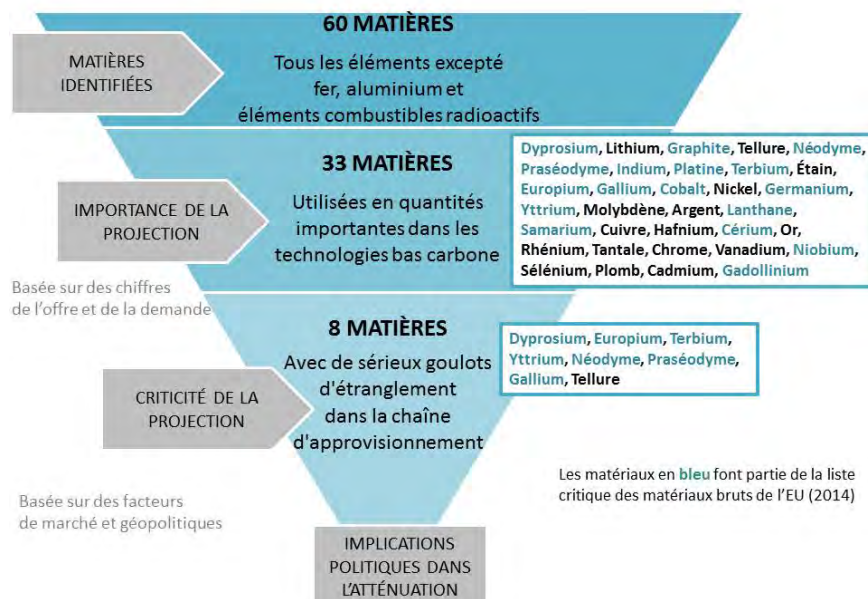 60 MATIÈRES
MATIÈRES
IDENTIFIÉES
Tous les éléments excepté
fer, aluminium et
éléments combustibles radioactifs
33 MATIÈRES
IMPORTANCE DE LA
PROJECTION
Utilisées en quantités
importantes dans les
technologies bas carbone
Dyprosium, Lithium, Graphite, Tellure, Néodyme,
Praséodyme, Indium, Platine, Terbium, Étain,
Europium, Gallium, Cobalt, Nickel, Germanium,
Yttrium, Molybdène, Argent, Lanthane,
Samarium, Cuivre, Hafnium, Cérium, Or,
Rhénium, Tantale, Chrome, Vanadium, Niobium,
Sélénium, Plomb, Cadmium, Gadollinium
Basée sur des chiffres
de l'offre et de la demande
8 MATIÈRES
Avec de sérieux goulots
d'étranglement
dans la chaîne
d'approvisionnement
CRITICITÉ DE LA
PROJECTION
Dyprosium, Europium, Terbium,
Yttrium, Néodyme, Praséodyme,
Gallium, Tellure
Les matériaux en bleu font partie de la liste
critique des matériaux bruts de l'EU (2014)
Basée sur des facteurs
de marché et géopolitiques
IMPLICATIONS
POLITIQUES DANS
L'ATTÉNUATION